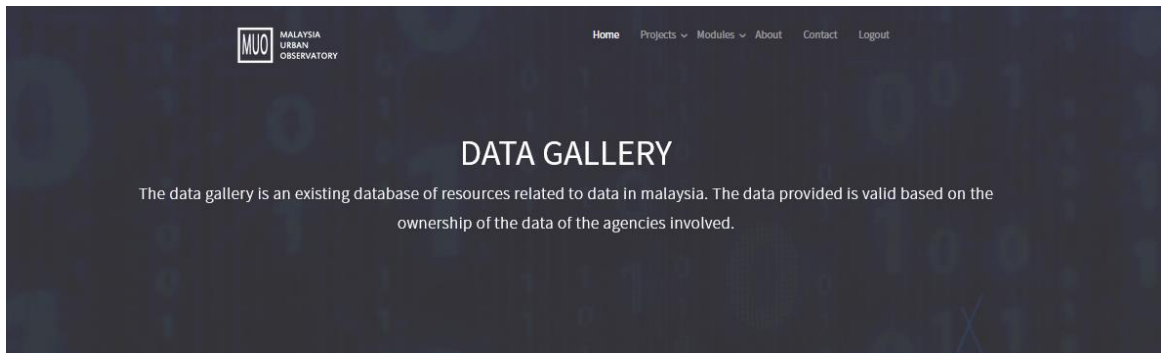 MUO
MALAYSIA
URBAN
OBSERVATORY
Home Projects Modules About Contact Logout
DATA GALLERY
The data gallery is an existing database of resources related to data in malaysia. The data provided is valid based on the
ownership of the data of the agencies involved.